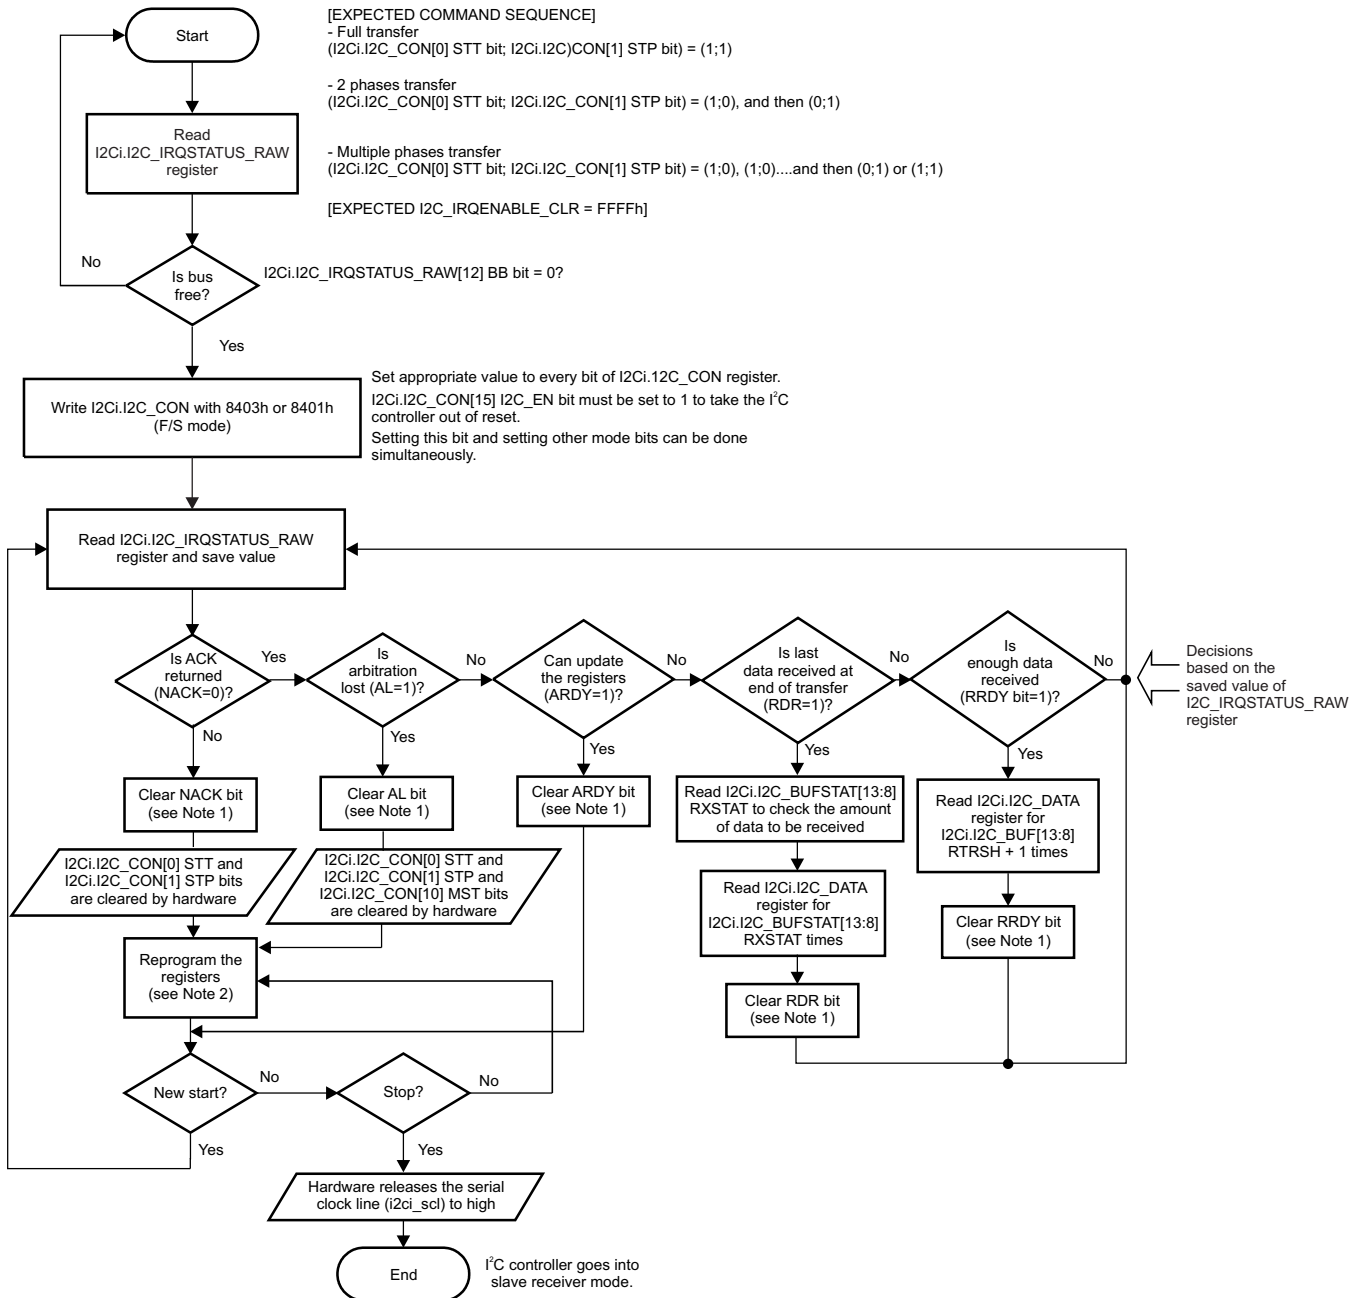 Start
[EXPECTED COMMAND SEQUENCE]
- Full transfer
(I2Ci.I2C_CON[0] STT bit; I2Ci.I2C)CON[1] STP bit) = (1;1)
- 2 phases transfer
(I2Ci.I2C_CON[0] STT bit; I2Ci.I2C_CON[1] STP bit) = (1;0), and then (0;1)
- Multiple phases transfer
(I2Ci.I2C_CON[0] STT bit; I2Ci.I2C_CON[1] STP bit) = (1;0), (1;0)....and then (0;1) or (1;1)
[EXPECTED I2C_IRQENABLE_CLR = FFFFh]
Read
I2Ci.I2C_IRQSTATUS_RAW
register
No
Is bus
free?
I2Ci.I2C_IRQSTATUS_RAW[12] BB bit = 0?
Yes
Write I2Ci.I2C_CON with 8403h or 8401h
(F/S mode)
Set appropriate value to every bit of I2Ci.12C_CON register.
I2Ci.I2C_CON[15] I2C_EN bit must be set to 1 to take the I²C
controller out of reset.
Setting this bit and setting other mode bits can be done
simultaneously.
Read I2Ci.I2C_IRQSTATUS_RAW
register and save value
Is ACK
returned
(NACK=0)?
Yes
No
Is
arbitration
lost (AL=1)?
No
Yes
Can update
the registers
(ARDY=1)?
No
Yes
Is last
data received at
end of transfer
(RDR=1)?
No
Yes
Is
enough data
received
(RRDY bit=1)?
No
Yes
Decisions
based on the
saved value of
I2C_IRQSTATUS_RAW
register
Clear NACK bit
(see Note 1)
Clear AL bit
(see Note 1)
Clear ARDY bit
(see Note 1)
Read I2Ci.I2C_BUFSTAT[13:8]
RXSTAT to check the amount
of data to be received
Read I2Ci.I2C_DATA
register for
I2Ci.I2C_BUF[13:8]
RTRSH + 1 times
I2Ci.I2C_CON[0] STT and
I2Ci.I2C_CON[1] STP bits
are cleared by hardware
I2Ci.I2C_CON[0] STT and
I2Ci.I2C_CON[1] STP and
I2Ci.I2C_CON[10] MST bits
are cleared by hardware
Read I2Ci.I2C_DATA
register for
I2Ci.I2C_BUFSTAT[13:8]
RXSTAT times
Clear RRDY bit
(see Note 1)
Reprogram the
registers
(see Note 2)
Clear RDR bit
(see Note 1)
New start?
No
Yes
Stop?
No
Yes
Hardware releases the serial
clock line (i2ci_scl) to high
End
I²C controller goes into
slave receiver mode.